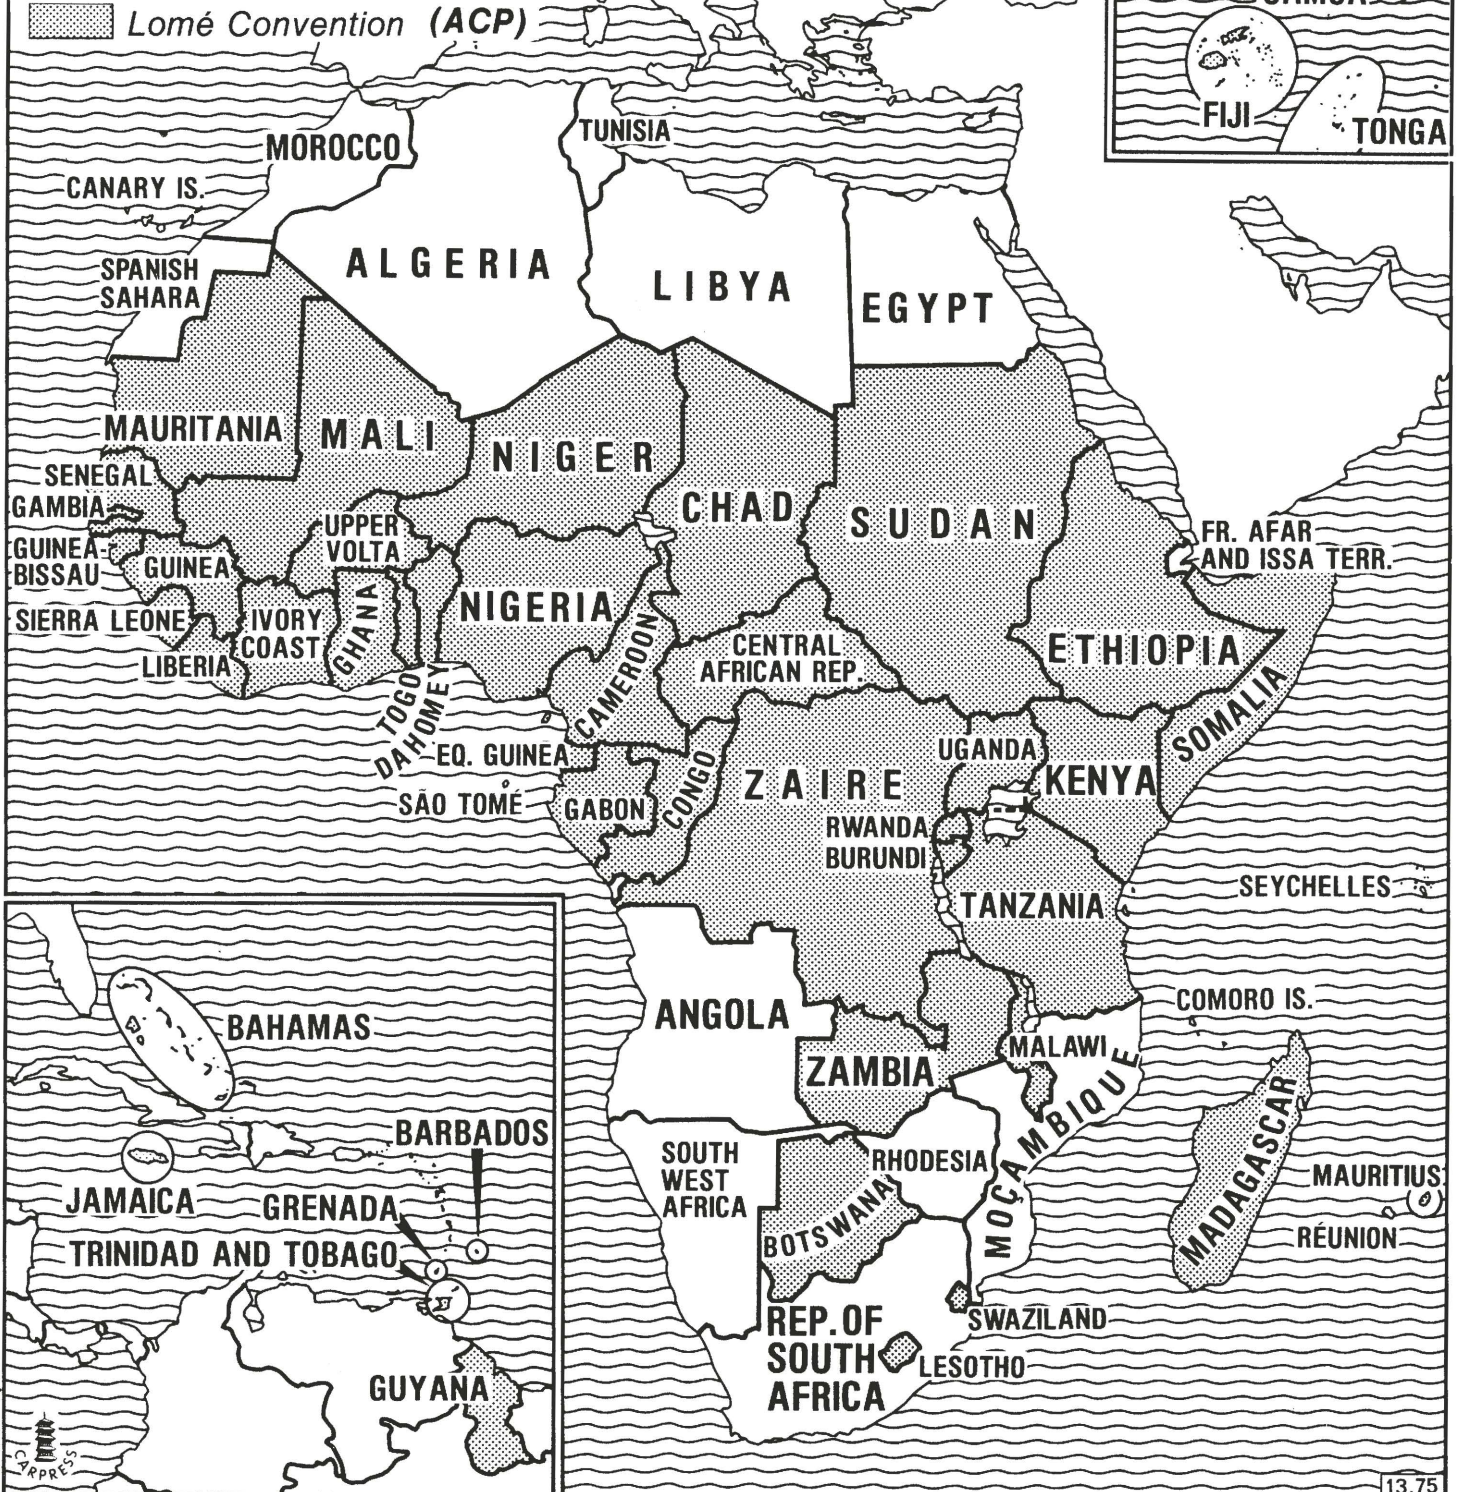 Lomé Convention (ACP)
SAMOA
FIJI
TONGA
MOROCCO
TUNISIA
CANARY IS.
ALGERIA
LIBYA
EGYPT
SPANISH
SAHARA
MAURITANIA
MALI
NIGER
CHAD
SUDAN
SENEGAL
GAMBIA
GUINEA-
BISSAU
GUINEA
UPPER
VOLTA
FR. AFAR
AND ISSA TERR.
SIERRA LEONE
IVORY
COAST
GHANA
NIGERIA
LIBERIA
TOGO
DAHOMEY
CAMEROON
CENTRAL
AFRICAN REP.
ETHIOPIA
SOMALIA
EQ. GUINEA
SÃO TOMÉ
GABON
CONGO
ZAIRE
UGANDA
KENYA
RWANDA
BURUNDI
TANZANIA
SEYCHELLES
ANGOLA
COMORO IS.
ZAMBIA
MALAWI
MOÇAMBIQUE
MADAGASCAR
SOUTH
WEST
AFRICA
RHODESIA
BOTSWANA
MAURITIUS
RÉUNION
SWAZILAND
REP. OF
SOUTH
AFRICA
LESOTHO
BAHAMAS
BARBADOS
JAMAICA
GRENADA
TRINIDAD AND TOBAGO
GUYANA
CARPRESS
13.75